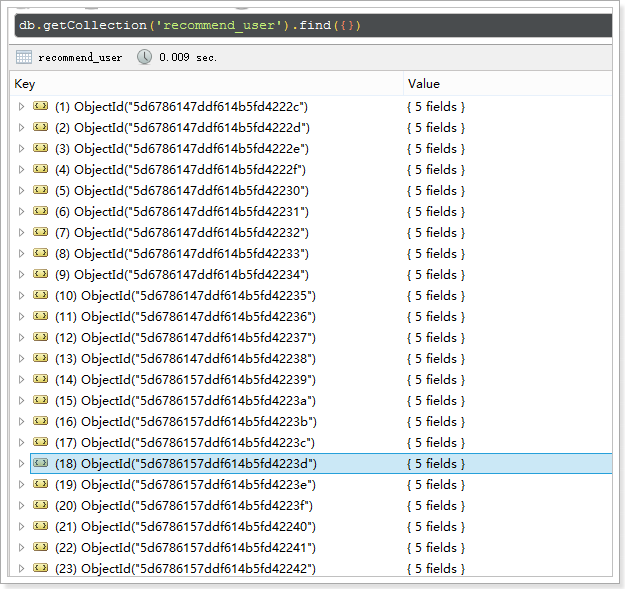 db.getCollection('recommend_user').find({})
recommend_user 0.009 sec.
Key Value
(1) ObjectId("5d6786147ddf614b5fd4222c") { 5 fields }
(2) ObjectId("5d6786147ddf614b5fd4222d") { 5 fields }
(3) ObjectId("5d6786147ddf614b5fd4222e") { 5 fields }
(4) ObjectId("5d6786147ddf614b5fd4222f") { 5 fields }
(5) ObjectId("5d6786147ddf614b5fd42230") { 5 fields }
(6) ObjectId("5d6786147ddf614b5fd42231") { 5 fields }
(7) ObjectId("5d6786147ddf614b5fd42232") { 5 fields }
(8) ObjectId("5d6786147ddf614b5fd42233") { 5 fields }
(9) ObjectId("5d6786147ddf614b5fd42234") { 5 fields }
(10) ObjectId("5d6786147ddf614b5fd42235") { 5 fields }
(11) ObjectId("5d6786147ddf614b5fd42236") { 5 fields }
(12) ObjectId("5d6786147ddf614b5fd42237") { 5 fields }
(13) ObjectId("5d6786147ddf614b5fd42238") { 5 fields }
(14) ObjectId("5d6786157ddf614b5fd42239") { 5 fields }
(15) ObjectId("5d6786157ddf614b5fd4223a") { 5 fields }
(16) ObjectId("5d6786157ddf614b5fd4223b") { 5 fields }
(17) ObjectId("5d6786157ddf614b5fd4223c") { 5 fields }
(18) ObjectId("5d6786157ddf614b5fd4223d") { 5 fields }
(19) ObjectId("5d6786157ddf614b5fd4223e") { 5 fields }
(20) ObjectId("5d6786157ddf614b5fd4223f") { 5 fields }
(21) ObjectId("5d6786157ddf614b5fd42240") { 5 fields }
(22) ObjectId("5d6786157ddf614b5fd42241") { 5 fields }
(23) ObjectId("5d6786157ddf614b5fd42242") { 5 fields }